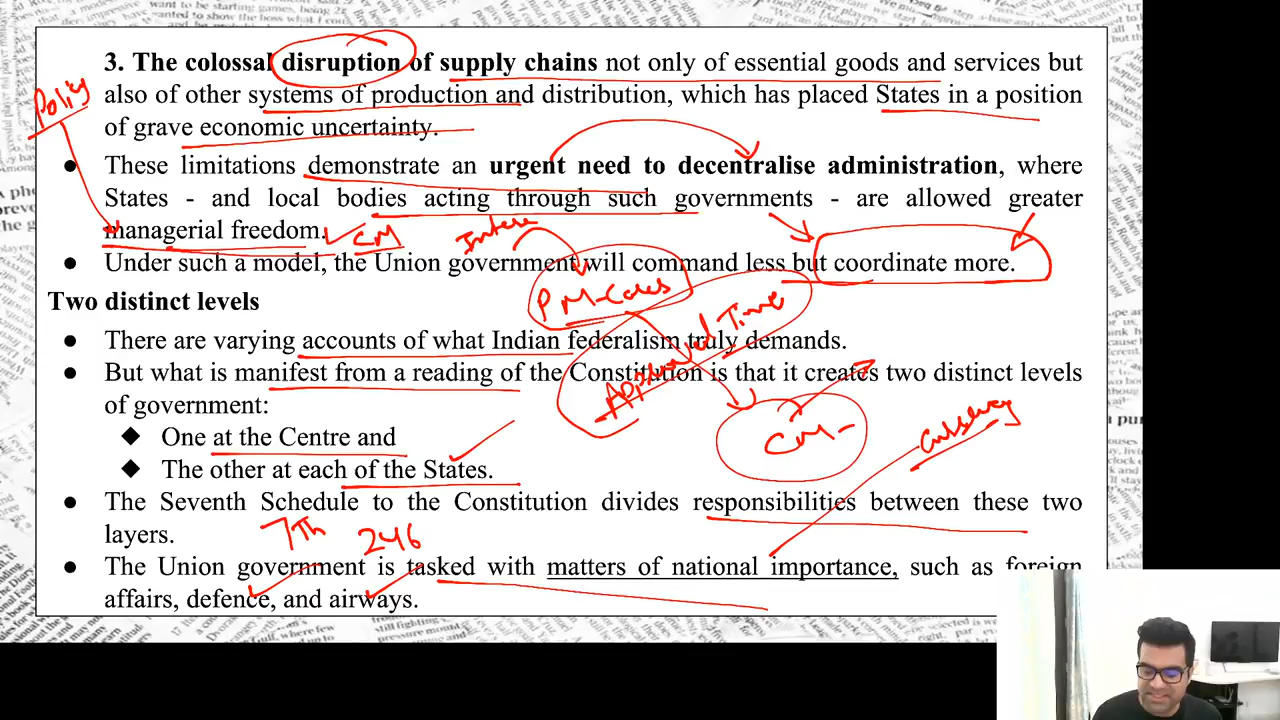 3. The colossal disruption of supply chains not only of essential goods and services but
also of other systems of production and distribution, which has placed States in a position
of grave economic uncertainty.
Policy
● These limitations demonstrate an urgent need to decentralise administration, where
States - and local bodies acting through such governments - are allowed greater
managerial freedom.
CM
● Under such a model, the Union government will command less but coordinate more.
Two distinct levels
PM-Cares
Approval Time
● There are varying accounts of what Indian federalism truly demands.
● But what is manifest from a reading of the Constitution is that it creates two distinct levels
of government:
CM-
◆ One at the Centre and
◆ The other at each of the States.
● The Seventh Schedule to the Constitution divides responsibilities between these two
layers.
7th 246
● The Union government is tasked with matters of national importance, such as foreign
affairs, defence, and airways.